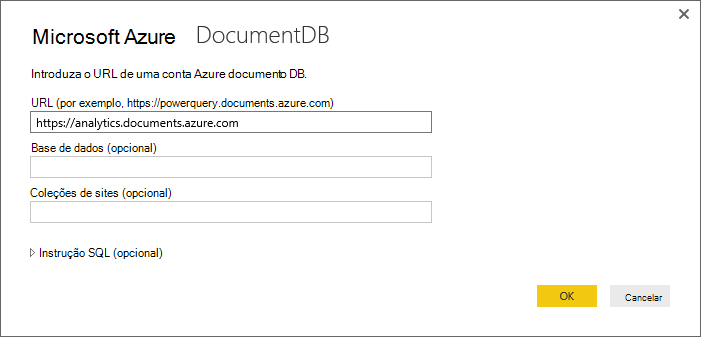 Microsoft Azure DocumentDB
Introduza o URL de uma conta Azure documento DB.
URL (por exemplo, https://powerquery.documents.azure.com)
https://analytics.documents.azure.com
Base de dados (opcional)
Coleções de sites (opcional)
Instrução SQL (opcional)
OK
Cancelar